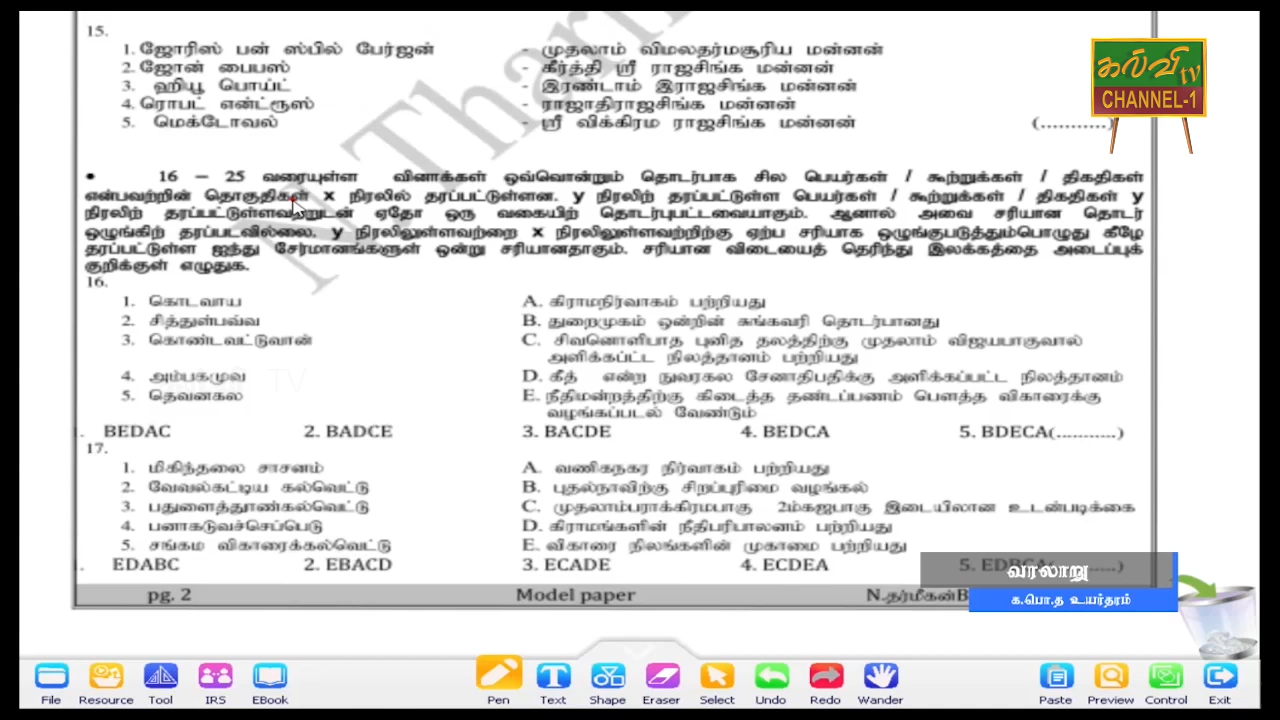 15.
1. ஜோரிஸ் பன் ஸ்பில் பேர்ஜன் - முதலாம் விமலதர்மசூரிய மன்னன்
2. ஜோன் பைபஸ் - கீர்த்தி ஸ்ரீ ராஜசிங்க மன்னன்
3. ஹியூ பொய்ட் - இரண்டாம் இராஜசிங்க மன்னன்
4. ரொபட் என்ட்ரூஸ் - ராஜாதிராஜசிங்க மன்னன்
5. மெக்டோவல் - ஸ்ரீ விக்கிரம ராஜசிங்க மன்னன் (...........)
கல்வி tv
CHANNEL-1
• 16 – 25 வரையுள்ள வினாக்கள் ஒவ்வொன்றும் தொடர்பாக சில பெயர்கள் / கூற்றுக்கள் / திகதிகள்
என்பவற்றின் தொகுதிகள் x நிரலில் தரப்பட்டுள்ளன. y நிரலிற் தரப்பட்டுள்ள பெயர்கள் / கூற்றுக்கள் / திகதிகள் y
நிரலிற் தரப்பட்டுள்ளவற்றுடன் ஏதோ ஒரு வகையிற் தொடர்புபட்டவையாகும். ஆனால் அவை சரியான தொடர்
ஒழுங்கிற் தரப்படவில்லை. y நிரலிலுள்ளவற்றை x நிரலிலுள்ளவற்றிற்கு ஏற்ப சரியாக ஒழுங்குபடுத்தும்பொழுது கீழே
தரப்பட்டுள்ள ஐந்து சேர்மானங்களுள் ஒன்று சரியானதாகும். சரியான விடையைத் தெரிந்து இலக்கத்தை அடைப்புக்
குறிக்குள் எழுதுக.
16.
1. கொடவாய A. கிராமநிர்வாகம் பற்றியது
2. சித்துள்பவ்வ B. துறைமுகம் ஒன்றின் சுங்கவரி தொடர்பானது
3. கொண்டவட்டுவான் C. சிவனொளிபாத புனித தலத்திற்கு முதலாம் விஜயபாகுவால்
அளிக்கப்ட்ட நிலத்தானம் பற்றியது
4. அம்பகமுவ D. கீத் என்ற நுவரகல சேனாதிபதிக்கு அளிக்கப்பட்ட நிலத்தானம்
5. தெவனகல E. நீதிமன்றத்திற்கு கிடைத்த தண்டப்பணம் பௌத்த விகாரைக்கு
வழங்கப்படல் வேண்டும்
. BEDAC 2. BADCE 3. BACDE 4. BEDCA 5. BDECA(...........)
17.
1. மிகிந்தலை சாசனம் A. வணிகநகர நிர்வாகம் பற்றியது
2. வேவல்கட்டிய கல்வெட்டு B. புதல்நாவிற்கு சிறப்புரிமை வழங்கல்
3. பதுளைத்தூண்கல்வெட்டு C. முதலாம்பராக்கிரமபாகு 2ம்கஜபாகு இடையிலான உடன்படிக்கை
4. பனாகடுவச்செப்பெடு D. கிராமங்களின் நீதிபரிபாலனம் பற்றியது
5. சங்கம விகாரைக்கல்வெட்டு E. விகாரை நிலங்களின் முகாமை பற்றியது
. EDABC 2. EBACD 3. ECADE 4. ECDEA 5. EDBCA(...........)
வரலாறு
க.பொ.த உயர்தரம்
pg. 2 Model paper N.தர்மீகன்B
File Resource Tool IRS EBook Pen Text Shape Eraser Select Undo Redo Wander Paste Preview Control Exit